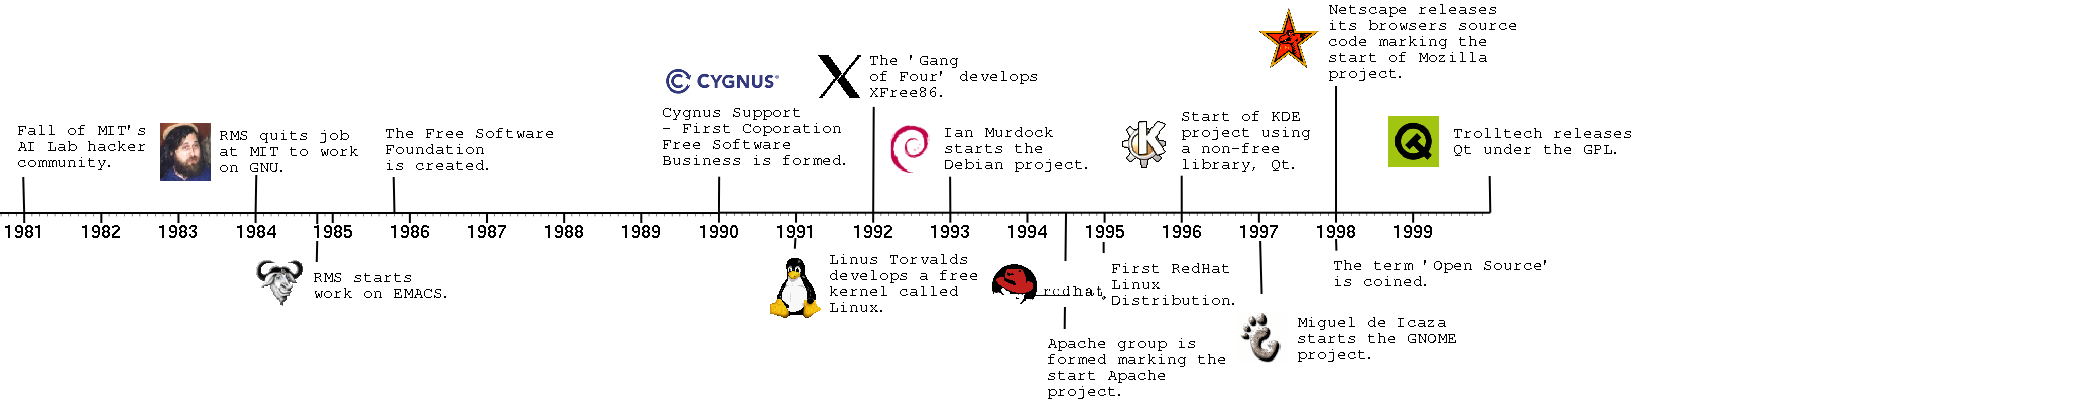 Fall of MIT's
AI Lab hacker
community.
RMS quits job
at MIT to work
on GNU.
The Free Software
Foundation
is created.
CYGNUS®
Cygnus Support
- First Coporation
Free Software
Business is formed.
The 'Gang
of Four' develops
XFree86.
Ian Murdock
starts the
Debian project.
Start of KDE
project using
a non-free
library, Qt.
Netscape releases
its browsers source
code marking the
start of Mozilla
project.
Trolltech releases
Qt under the GPL.
1981 1982 1983 1984 1985 1986 1987 1988 1989 1990 1991 1992 1993 1994 1995 1996 1997 1998 1999
RMS starts
work on EMACS.
Linus Torvalds
develops a free
kernel called
Linux.
redhat.
First RedHat
Linux
Distribution.
Apache group is
formed marking the
start Apache
project.
The term 'Open Source'
is coined.
Miguel de Icaza
starts the GNOME
project.